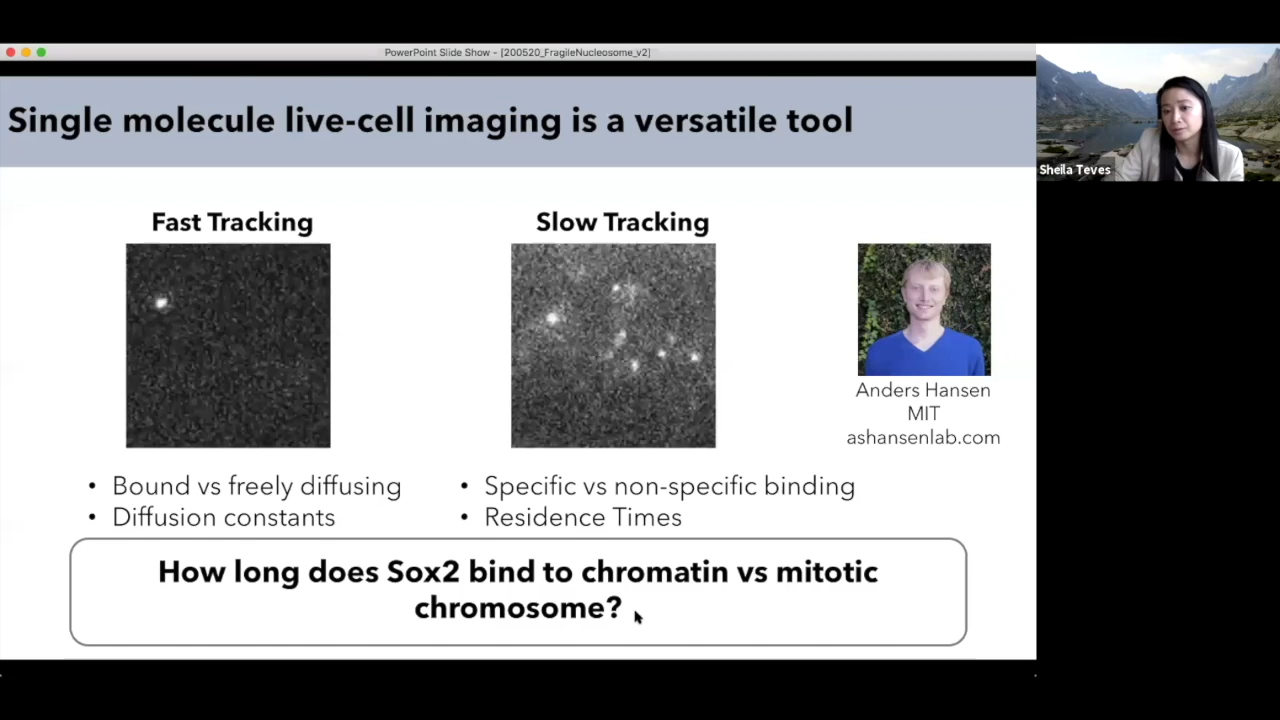 PowerPoint Slide Show - [200520_FragileNucleosome_v2]
Single molecule live-cell imaging is a versatile tool
Sheila Teves
Fast Tracking
Slow Tracking
Anders Hansen
MIT
ashansenlab.com
• Bound vs freely diffusing
• Diffusion constants
• Specific vs non-specific binding
• Residence Times
How long does Sox2 bind to chromatin vs mitotic
chromosome?